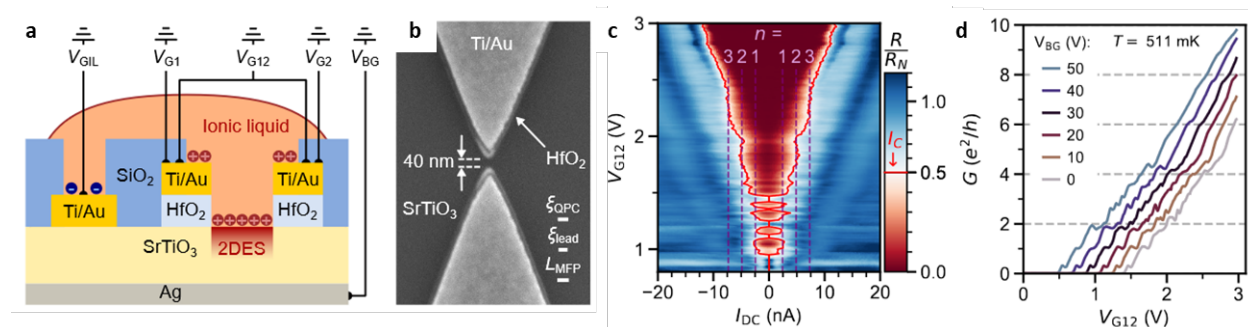 a
V_GIL V_G1 V_G12 V_G2 V_BG
Ionic liquid
SiO₂
Ti/Au Ti/Au
Ti/Au HfO₂ HfO₂
SrTiO₃ 2DES
Ag
b
Ti/Au
40 nm
HfO₂
SrTiO₃
ξ_QPC
ξ_lead
L_MFP
c
n =
3 2 1 1 2 3
V_G12 (V)
3
2
1
−20 −10 0 10 20
I_DC (nA)
R
R_N
1.0
I_C
0.5
0.0
d
V_BG (V): T = 511 mK
50
40
30
20
10
0
G (e²/h)
10
8
6
4
2
0
0 1 2 3
V_G12 (V)